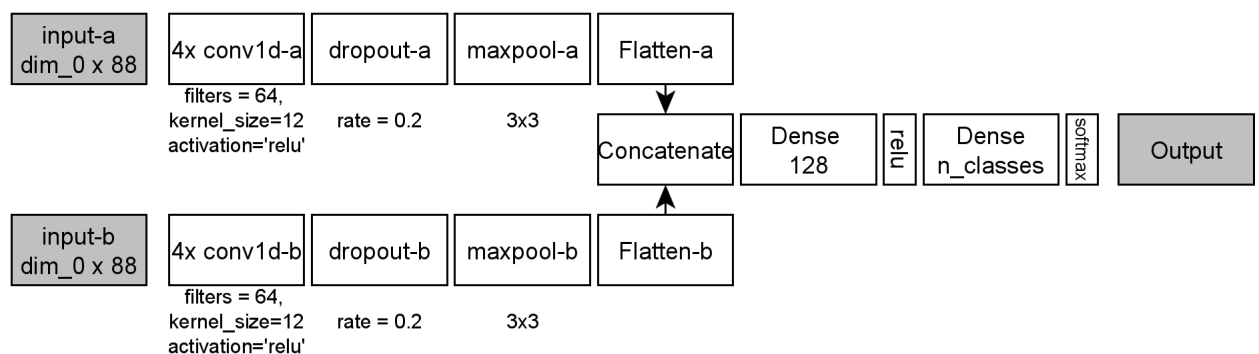 input-a
dim_0 x 88
4x conv1d-a
dropout-a
maxpool-a
Flatten-a
filters = 64,
kernel_size=12
activation='relu'
rate = 0.2
3x3
Concatenate
Dense
128
relu
Dense
n_classes
softmax
Output
input-b
dim_0 x 88
4x conv1d-b
dropout-b
maxpool-b
Flatten-b
filters = 64,
kernel_size=12
activation='relu'
rate = 0.2
3x3